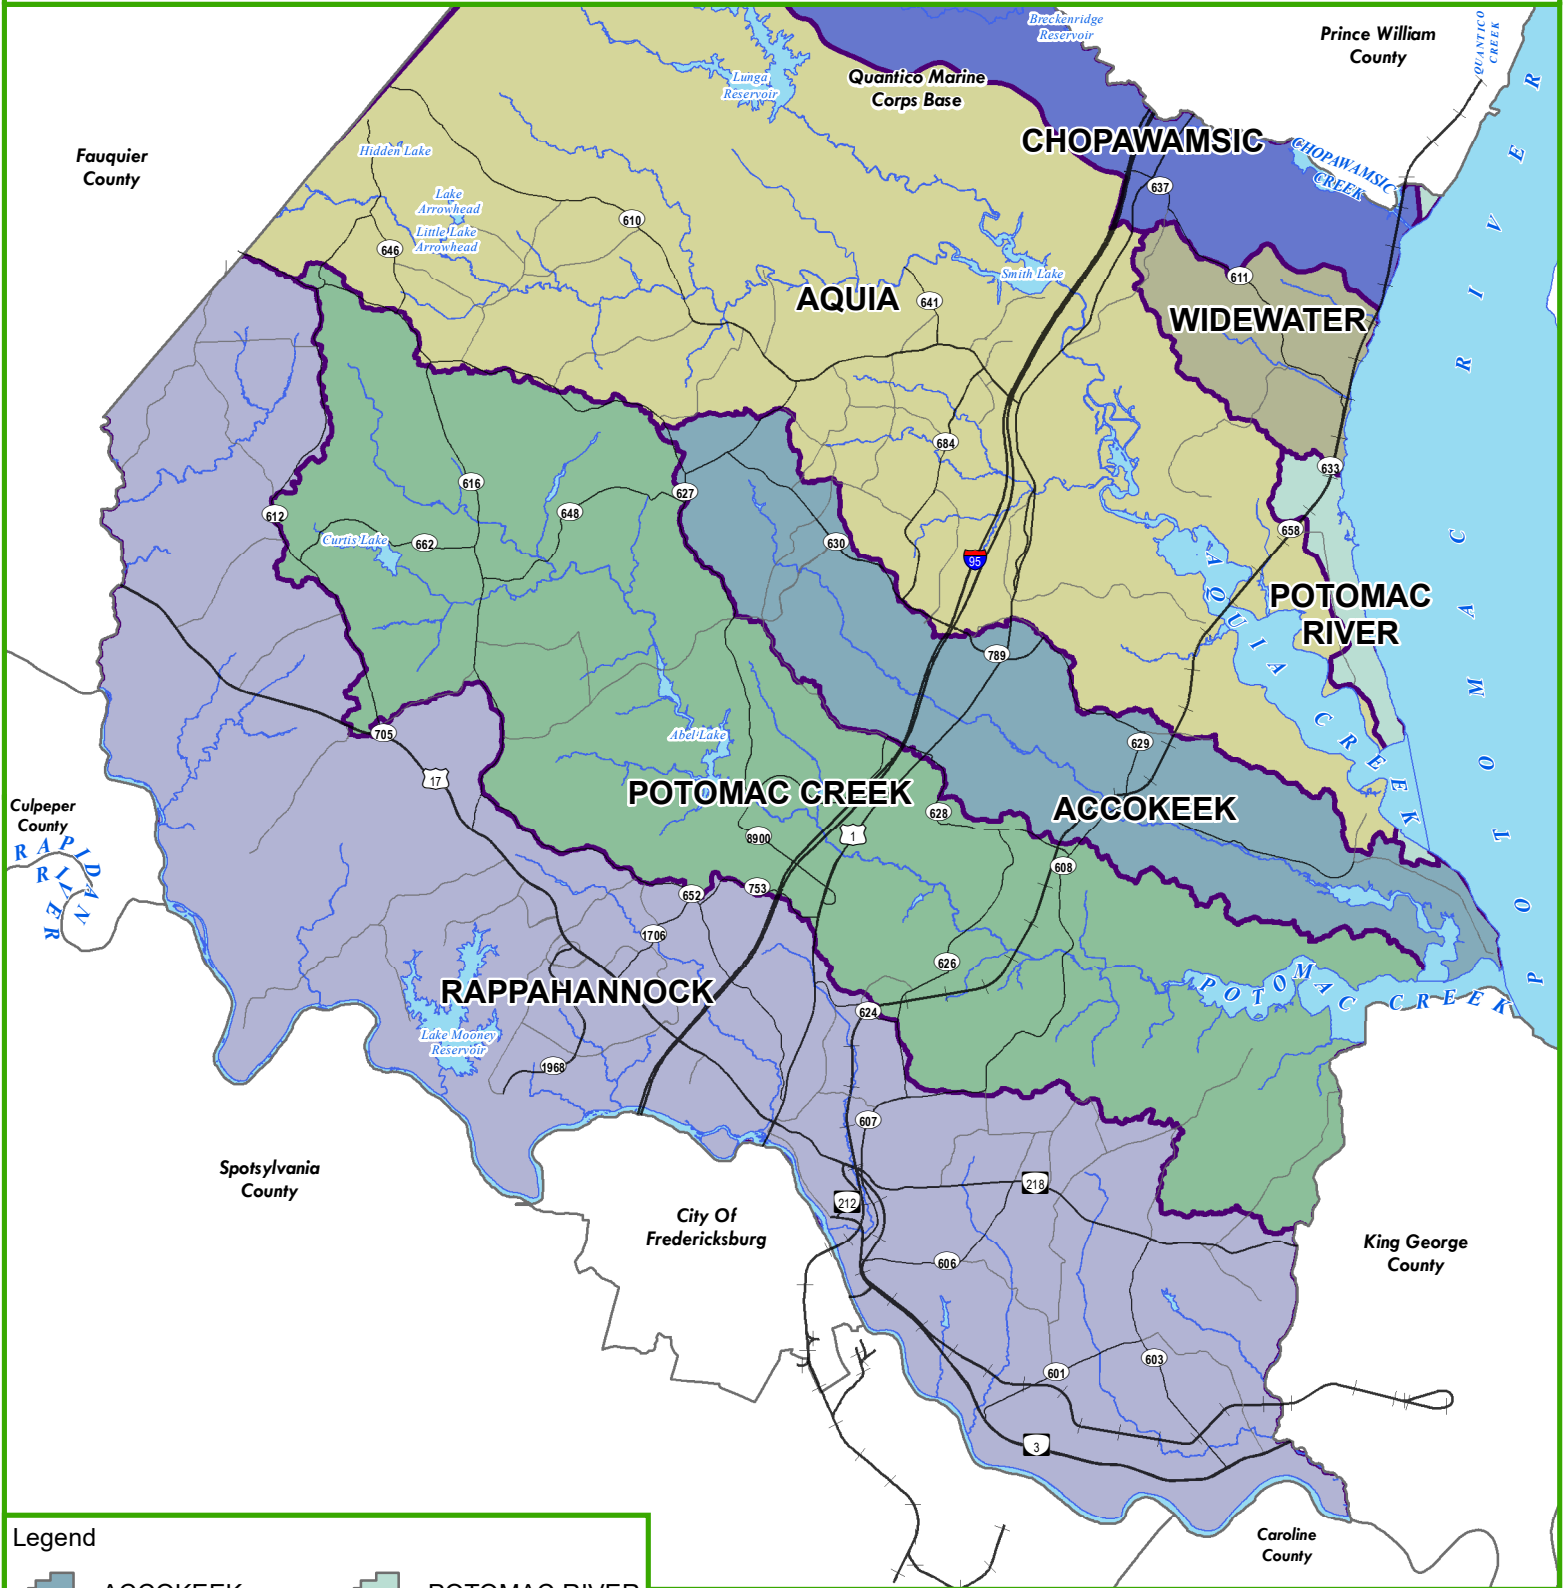 Breckenridge
Reservoir
Prince William
County
QUANTICO
CREEK
Lunga
Reservoir
Quantico Marine
Corps Base
CHOPAWAMSIC
CHOPAWAMSIC
CREEK
Fauquier
County
Hidden Lake
Lake
Arrowhead
Little Lake
Arrowhead
637
610
646
611
Smith Lake
AQUIA
641
WIDEWATER
684
633
616
627
612
648
658
Curtis Lake
662
630
95
AQUIA CREEK
POTOMAC
RIVER
789
POTOMAC RIVER
705
Abel Lake
629
17
POTOMAC CREEK
ACCOKEEK
Culpeper
County
RAPIDAN
RIVER
628
8900
1
608
652
753
1706
626
RAPPAHANNOCK
POTOMAC CREEK
624
Lake Mooney
Reservoir
1968
607
Spotsylvania
County
218
212
City Of
Fredericksburg
King George
County
606
603
601
3
Caroline
County
Legend
ACCOKEEK
POTOMAC RIVER